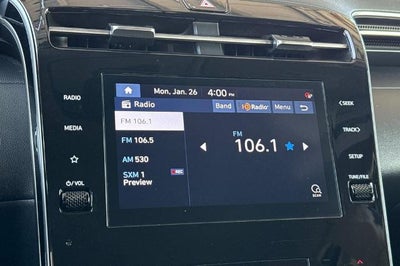 Mon, Jan. 26 4:00 PM
Radio Band HD Radio Menu
FM 106.1
FM 106.5
AM 530
SXM 1 REC
Preview
FM
106.1
SCAN
RADIO
MEDIA
⏻/VOL
<SEEK
TRACK>
SETUP
TUNE/FILE